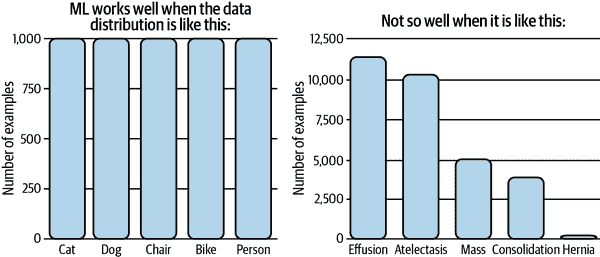 ML works well when the data
distribution is like this:
Number of examples
1,000
750
500
250
0
Cat
Dog
Chair
Bike
Person
Not so well when it is like this:
Number of examples
12,500
10,000
7,500
5,000
2,500
0
Effusion
Atelectasis
Mass
Consolidation
Hernia